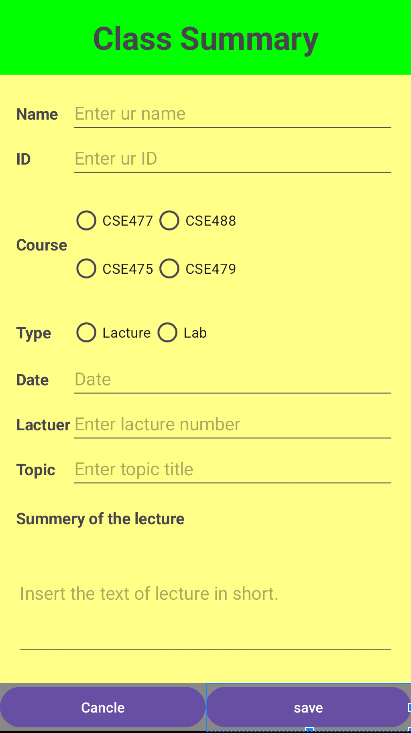 Class Summary
Name Enter ur name
ID Enter ur ID
CSE477 CSE488
Course
CSE475 CSE479
Type Lacture Lab
Date Date
Lactuer Enter lacture number
Topic Enter topic title
Summery of the lecture
Insert the text of lecture in short.
Cancle save